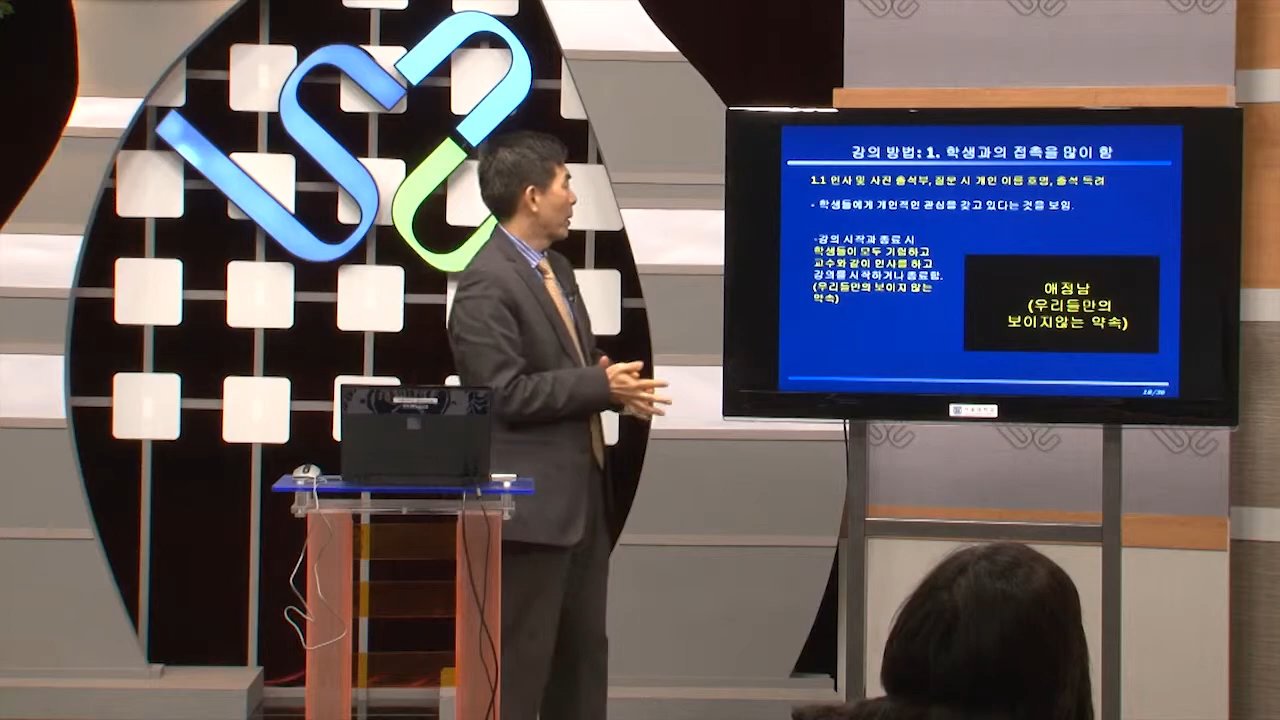 강의 방법: 1. 학생과의 접촉을 많이 함
1.1 인사 및 사진 출석부, 질문 시 개인 이름 호명, 출석 독려
- 학생들에게 개인적인 관심을 갖고 있다는 것을 보임.
-강의 시작과 종료 시
학생들이 모두 기립하고
교수와 같이 인사를 하고
강의를 시작하거나 종료함.
(우리들만의 보이지 않는
약속)
애정남
(우리들만의
보이지않는 약속)